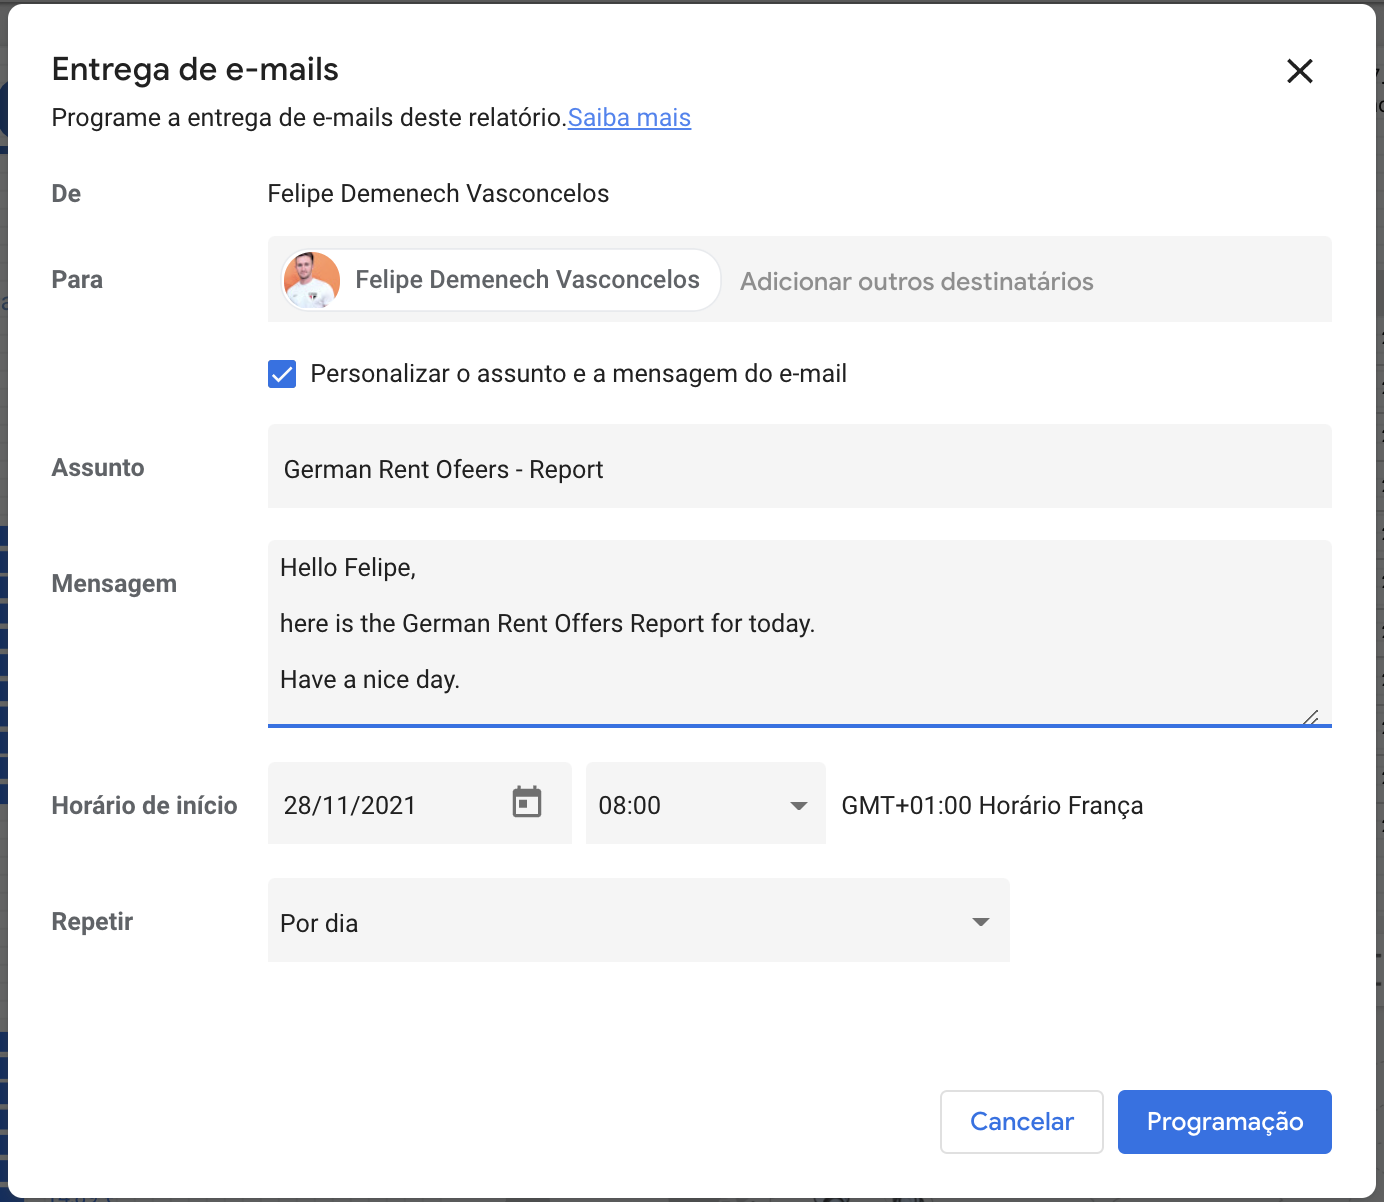 Entrega de e-mails
Programe a entrega de e-mails deste relatório.Saiba mais
De Felipe Demenech Vasconcelos
Para Felipe Demenech Vasconcelos Adicionar outros destinatários
Personalizar o assunto e a mensagem do e-mail
Assunto German Rent Ofeers - Report
Mensagem
Hello Felipe,
here is the German Rent Offers Report for today.
Have a nice day.
Horário de início 28/11/2021 08:00 GMT+01:00 Horário França
Repetir Por dia
Cancelar Programação